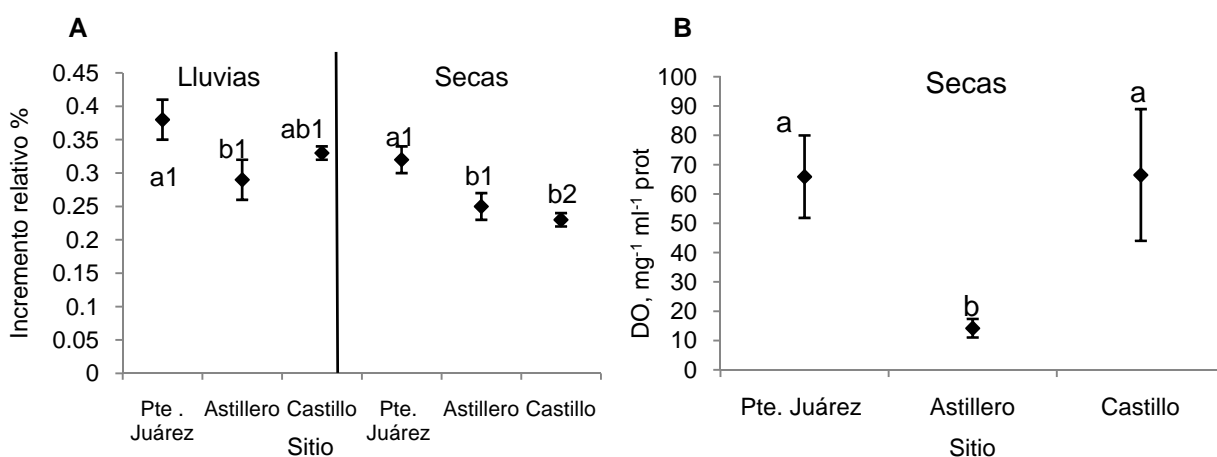 A
Incremento relativo %
0.45
0.4
0.35
0.3
0.25
0.2
0.15
0.1
0.05
0
Lluvias
Secas
a1
b1
ab1
a1
b1
b2
Pte .
Juárez
Astillero
Castillo
Pte.
Juárez
Astillero
Castillo
Sitio
B
DO, mg⁻¹ ml⁻¹ prot
100
90
80
70
60
50
40
30
20
10
0
Secas
a
b
a
Pte. Juárez
Astillero
Castillo
Sitio